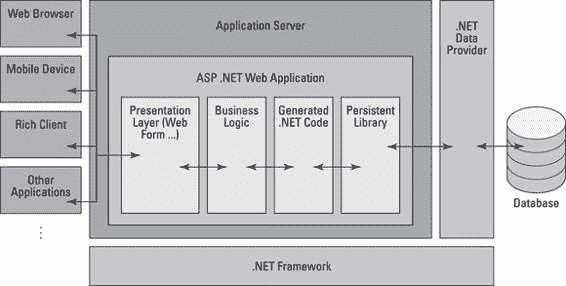 Web Browser
Mobile Device
Rich Client
Other
Applications
Application Server
ASP .NET Web Application
Presentation
Layer (Web
Form ...)
Business
Logic
Generated
.NET Code
Persistent
Library
.NET
Data
Provider
Database
.NET Framework